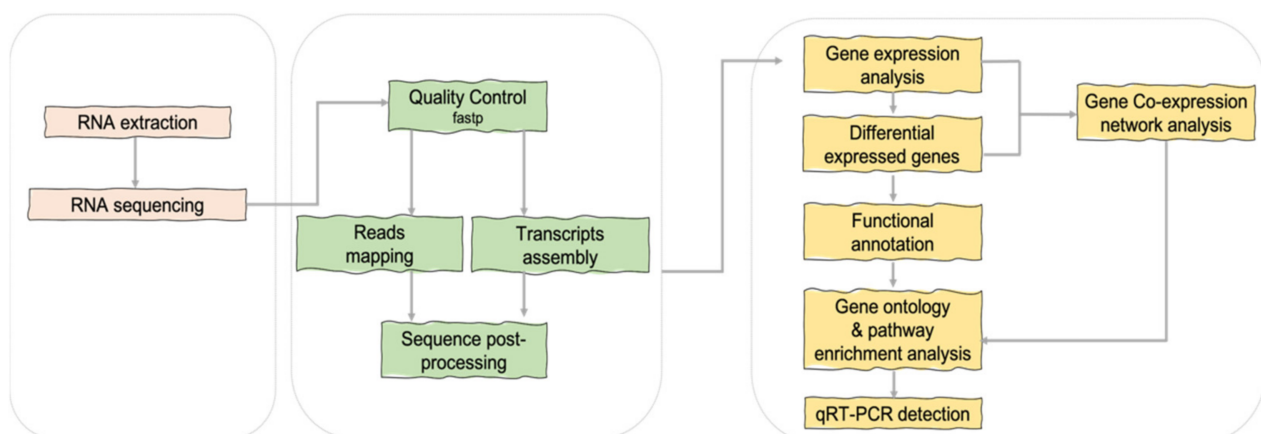 RNA extraction
RNA sequencing
Quality Control
fastp
Reads
mapping
Transcripts
assembly
Sequence post-
processing
Gene expression
analysis
Differential
expressed genes
Functional
annotation
Gene ontology
& pathway
enrichment analysis
qRT-PCR detection
Gene Co-expression
network analysis